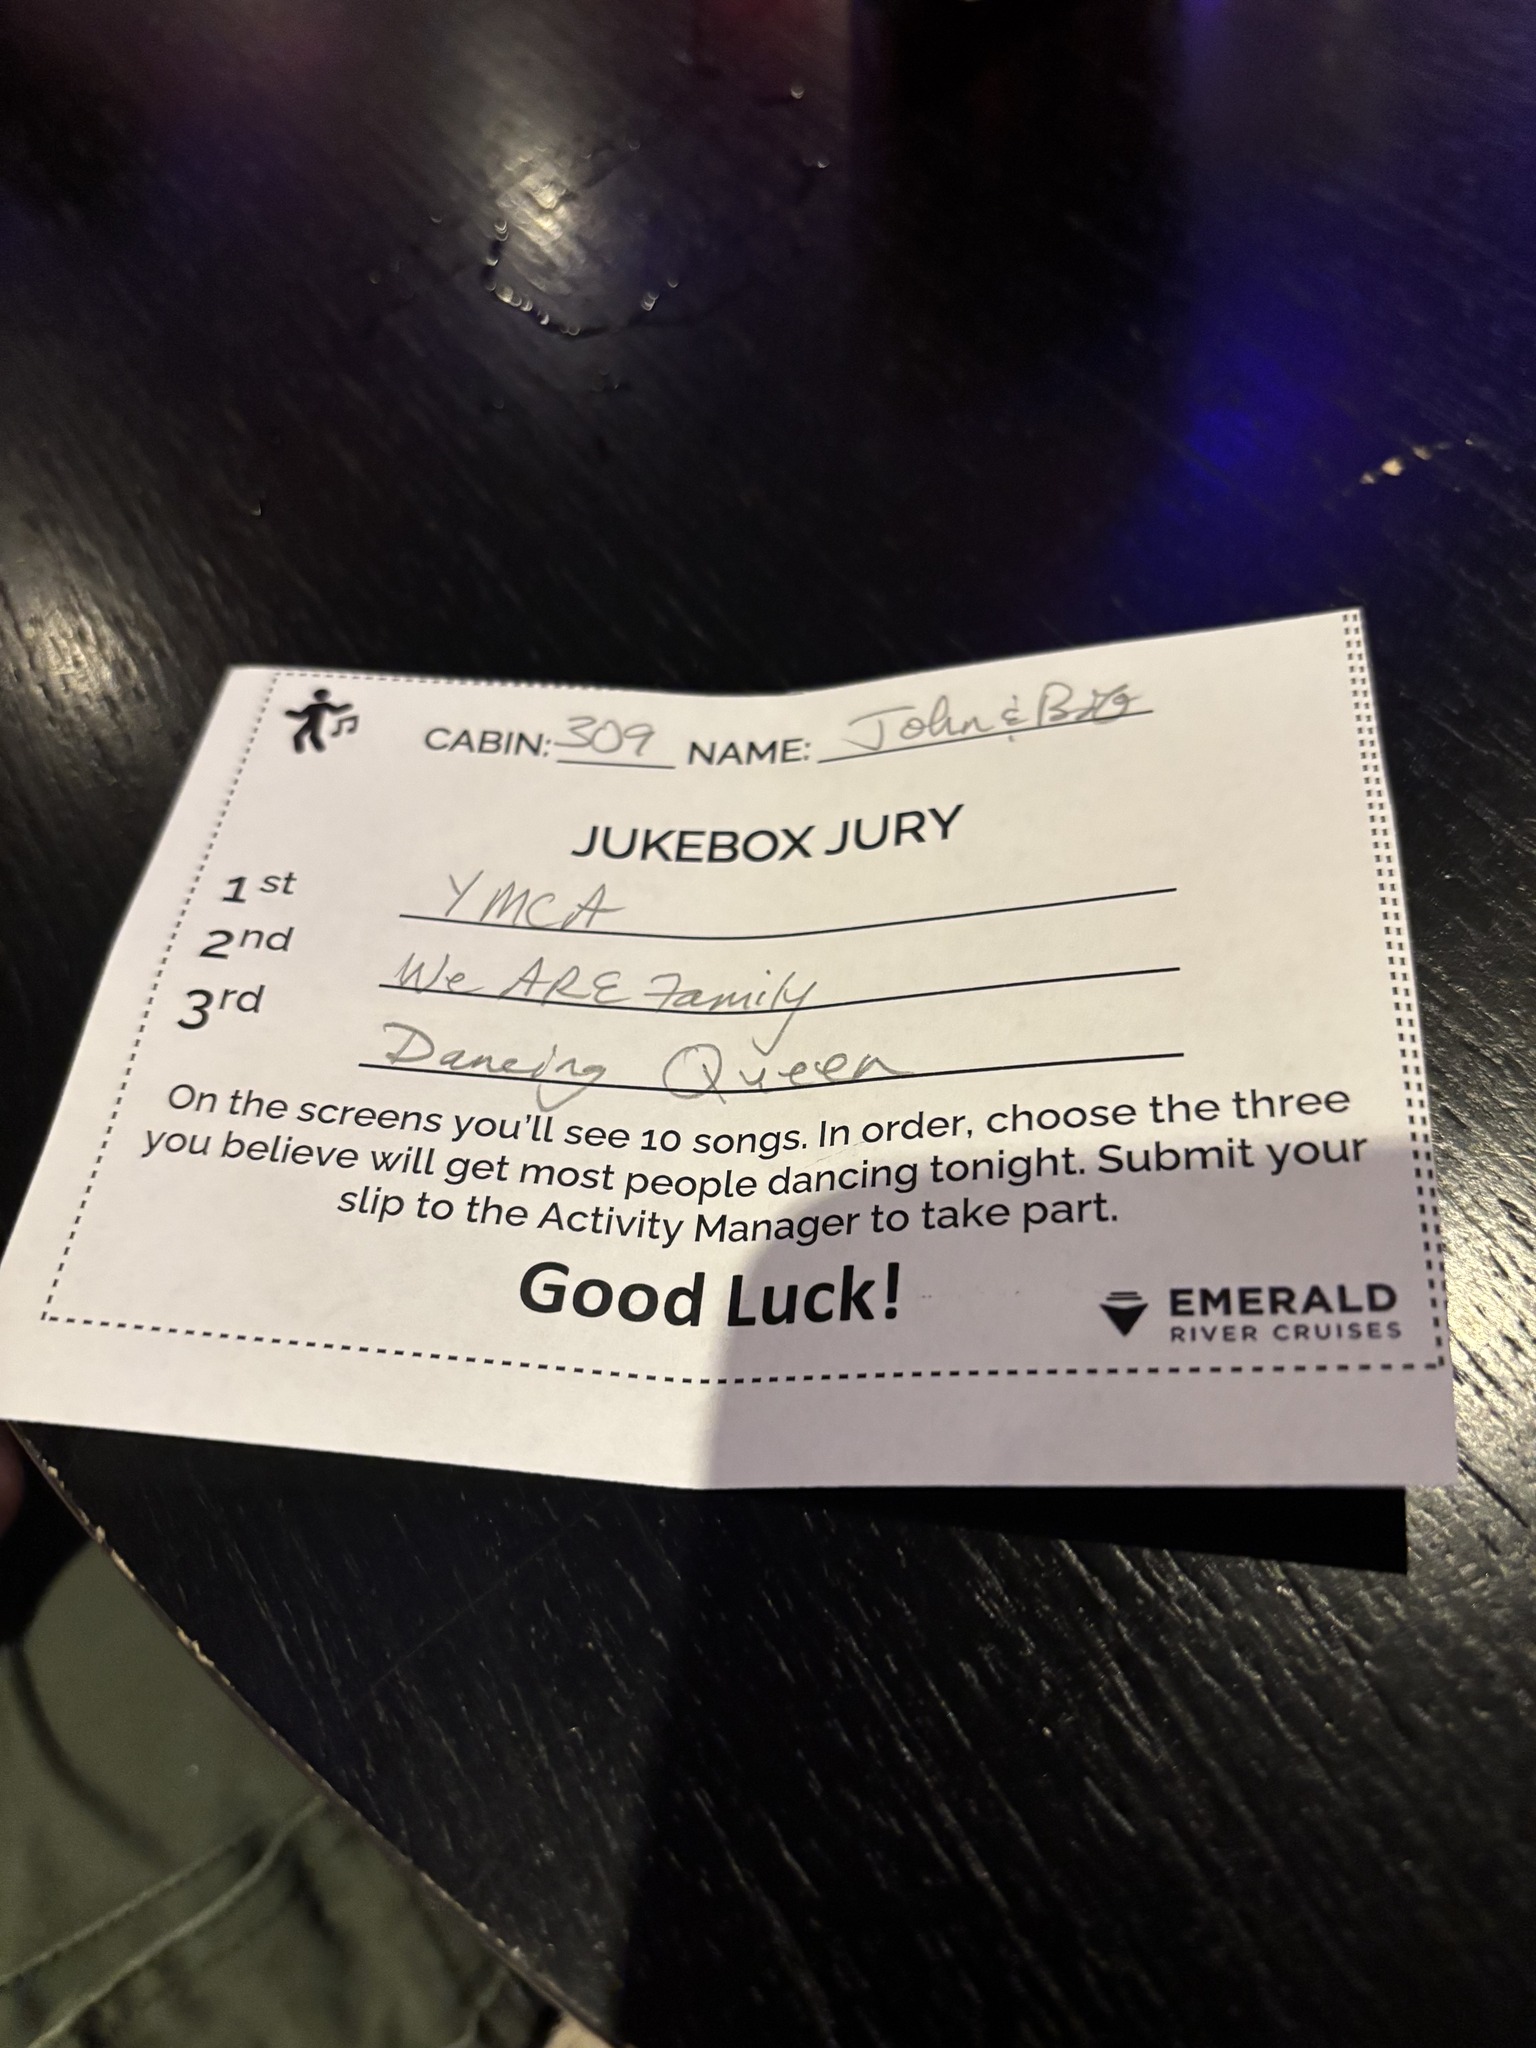 CABIN: 309 NAME: John &
JUKEBOX JURY
1st YMCA
2nd We ARE Family
3rd Dancing Queen
On the screens you'll see 10 songs. In order, choose the three
you believe will get most people dancing tonight. Submit your
slip to the Activity Manager to take part.
Good Luck!
EMERALD
RIVER CRUISES